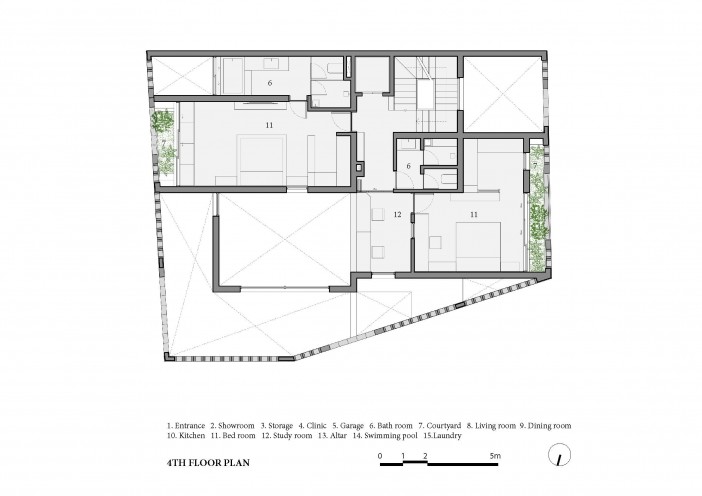 6
11
7
6
7
12
11
1. Entrance 2. Showroom 3. Storage 4. Clinic 5. Garage 6. Bath room 7. Courtyard 8. Living room 9. Dining room
10. Kitchen 11. Bed room 12. Study room 13. Altar 14. Swimming pool 15.Laundry
4TH FLOOR PLAN
0 1 2 5m